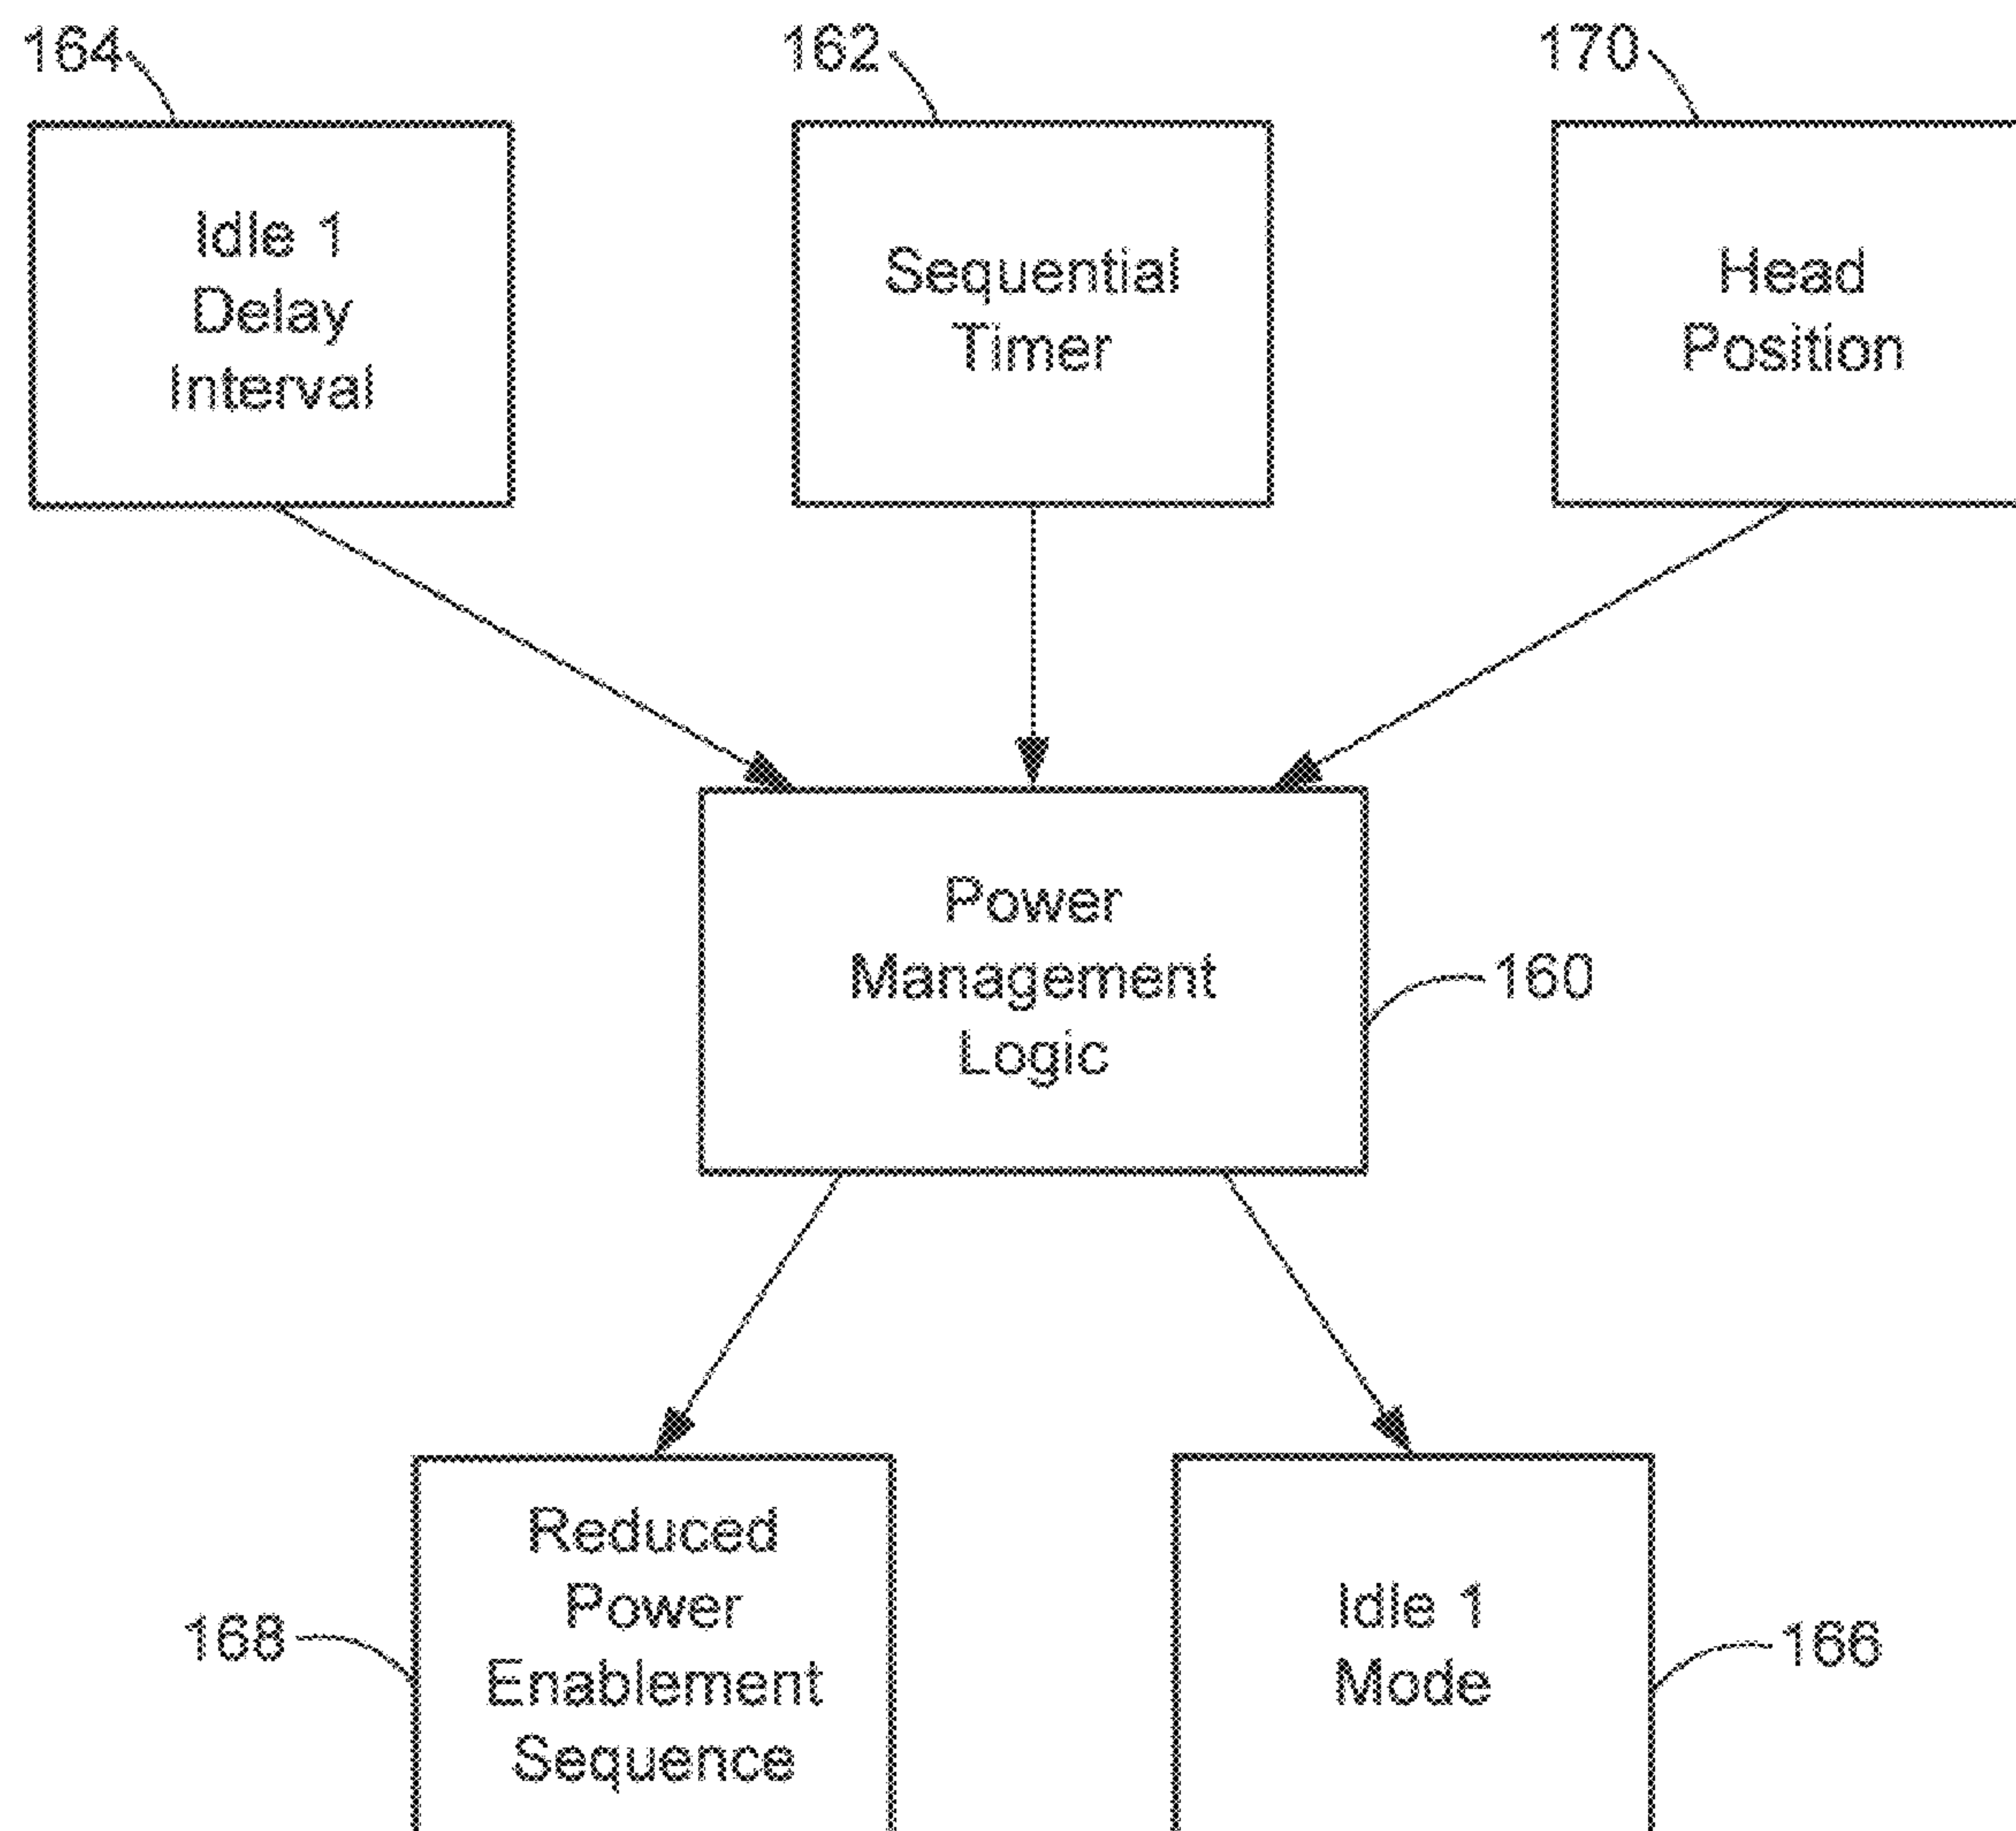 164
162
170
Idle 1
Delay
Interval
Sequential
Timer
Head
Position
Power
Management
Logic
160
Reduced
Power
Enablement
Sequence
168
Idle 1
Mode
166